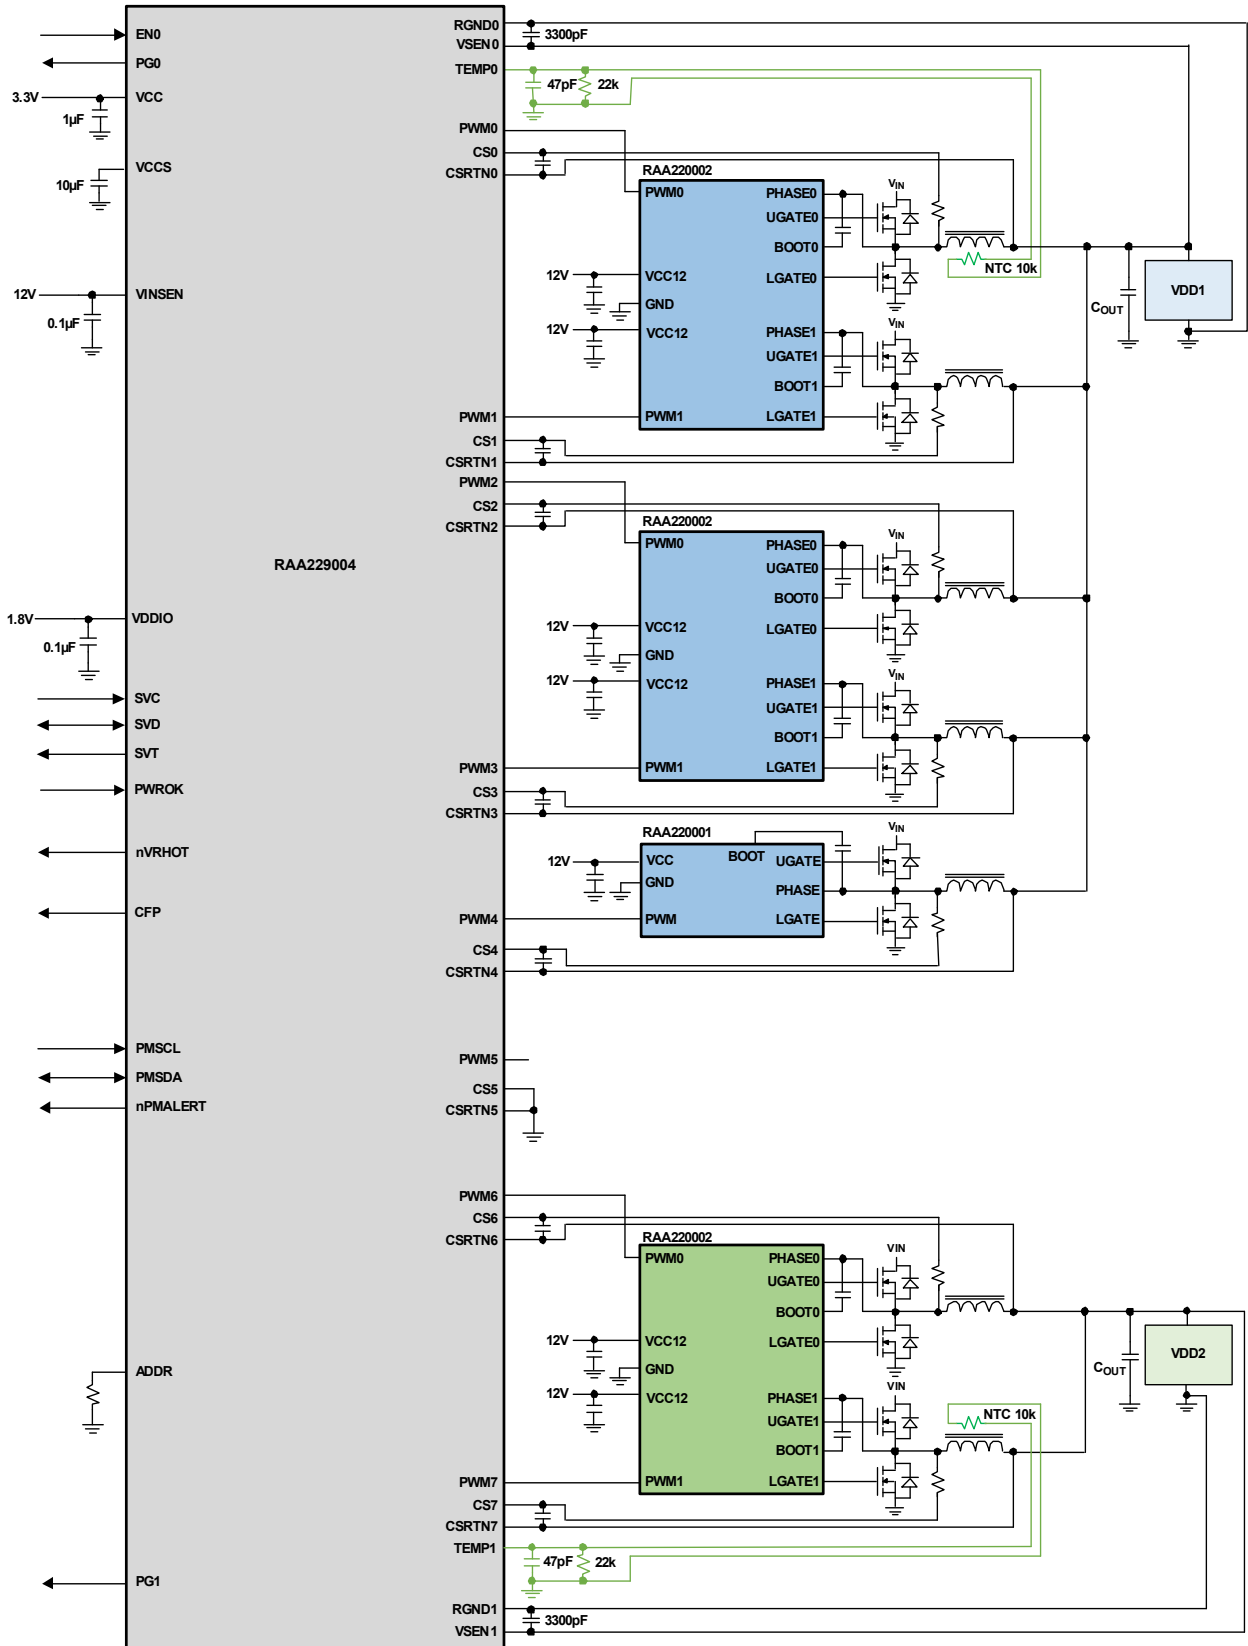 EN0
PG0
3.3V
VCC
1µF
VCCS
10µF
12V
VINSEN
0.1µF
RAA229004
1.8V
VDDIO
0.1µF
SVC
SVD
SVT
PWROK
nVRHOT
CFP
PMSCL
PMSDA
nPMALERT
ADDR
PG1
RGND0
3300pF
VSEN0
TEMP0
47pF
22k
PWM0
CS0
CSRTN0
RAA220002
PWM0
PHASE0
UGATE0
BOOT0
12V
VCC12
LGATE0
GND
12V
VCC12
PHASE1
UGATE1
BOOT1
PWM1
LGATE1
VIN
NTC 10k
VIN
COUT
VDD1
PWM1
CS1
CSRTN1
PWM2
CS2
CSRTN2
RAA220002
PWM0
PHASE0
UGATE0
BOOT0
12V
VCC12
LGATE0
GND
12V
VCC12
PHASE1
UGATE1
BOOT1
PWM1
LGATE1
VIN
VIN
PWM3
CS3
CSRTN3
RAA220001
BOOT
12V
VCC
UGATE
GND
PHASE
PWM
LGATE
VIN
PWM4
CS4
CSRTN4
PWM5
CS5
CSRTN5
PWM6
CS6
CSRTN6
RAA220002
PWM0
PHASE0
UGATE0
BOOT0
12V
VCC12
LGATE0
GND
12V
VCC12
PHASE1
UGATE1
BOOT1
PWM1
LGATE1
VIN
VIN
NTC 10k
COUT
VDD2
PWM7
CS7
CSRTN7
TEMP1
47pF
22k
RGND1
3300pF
VSEN1